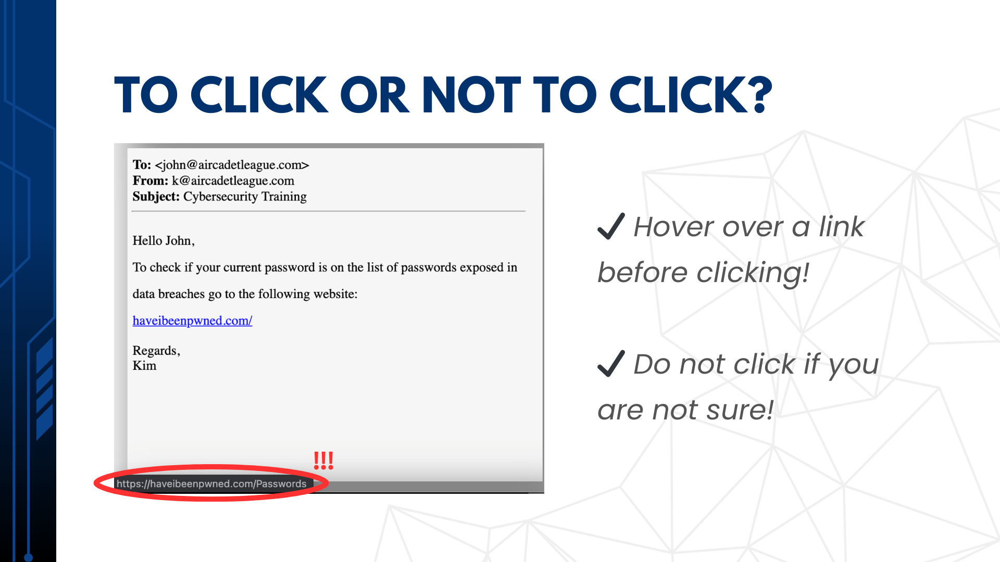 TO CLICK OR NOT TO CLICK?
To: <john@aircadetleague.com>
From: k@aircadetleague.com
Subject: Cybersecurity Training
Hello John,
To check if your current password is on the list of passwords exposed in
data breaches go to the following website:
haveibeenpwned.com/
Regards,
Kim
!!!
https://haveibeenpwned.com/Passwords
✓ Hover over a link
before clicking!
✓ Do not click if you
are not sure!